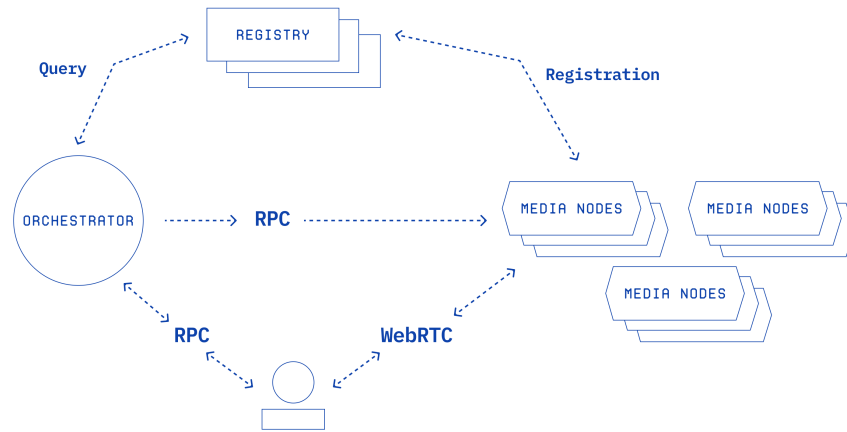 REGISTRY
Query
Registration
ORCHESTRATOR
RPC
MEDIA NODES
MEDIA NODES
MEDIA NODES
RPC
WebRTC